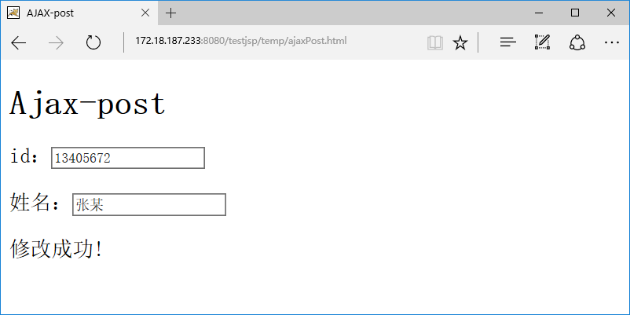 AJAX-post
172.18.187.233:8080/testjsp/temp/ajaxPost.html
Ajax-post
id: 13405672
姓名: 张某
修改成功!